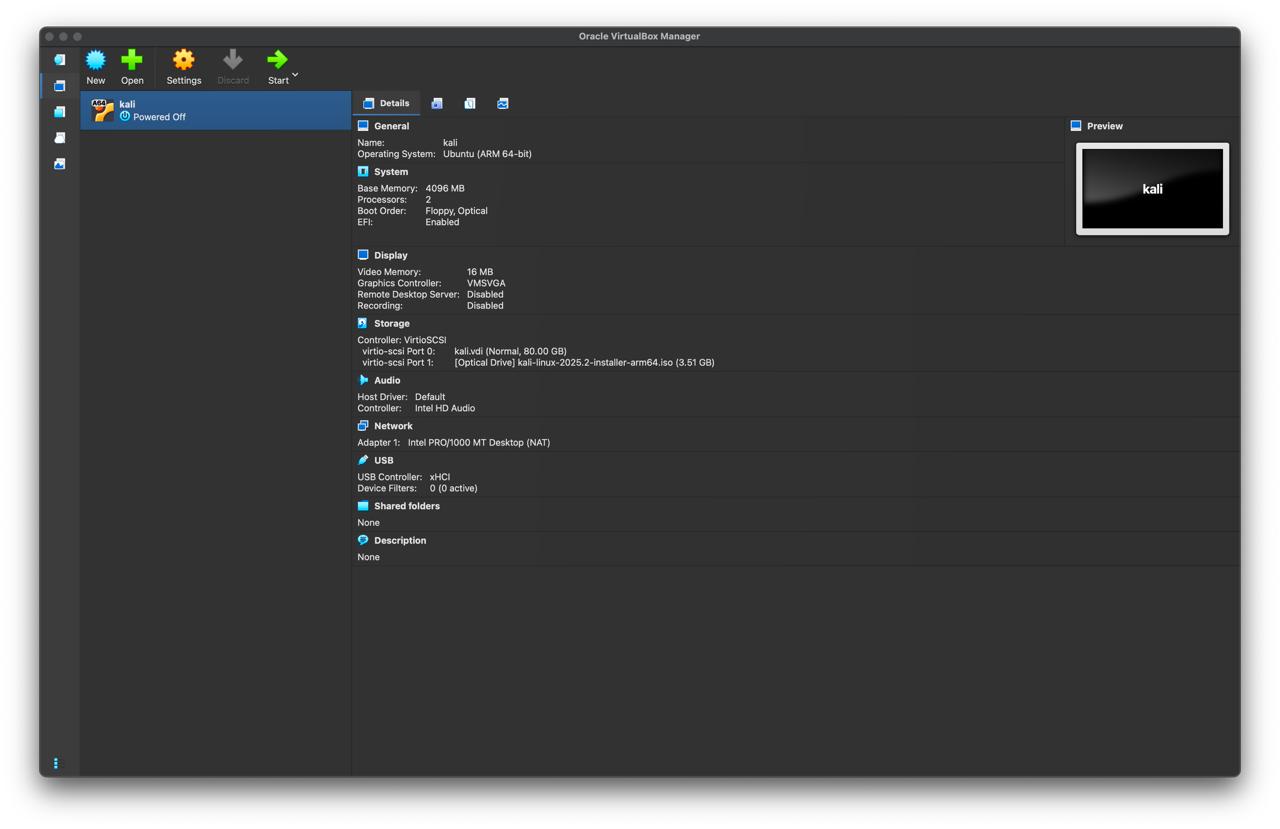 Oracle VirtualBox Manager
New
Open
Settings
Discard
Start
A64
kali
Powered Off
Details
General
Name: kali
Operating System: Ubuntu (ARM 64-bit)
System
Base Memory: 4096 MB
Processors: 2
Boot Order: Floppy, Optical
EFI: Enabled
Preview
kali
Display
Video Memory: 16 MB
Graphics Controller: VMSVGA
Remote Desktop Server: Disabled
Recording: Disabled
Storage
Controller: VirtioSCSI
virtio-scsi Port 0: kali.vdi (Normal, 80.00 GB)
virtio-scsi Port 1: [Optical Drive] kali-linux-2025.2-installer-arm64.iso (3.51 GB)
Audio
Host Driver: Default
Controller: Intel HD Audio
Network
Adapter 1: Intel PRO/1000 MT Desktop (NAT)
USB
USB Controller: xHCI
Device Filters: 0 (0 active)
Shared folders
None
Description
None